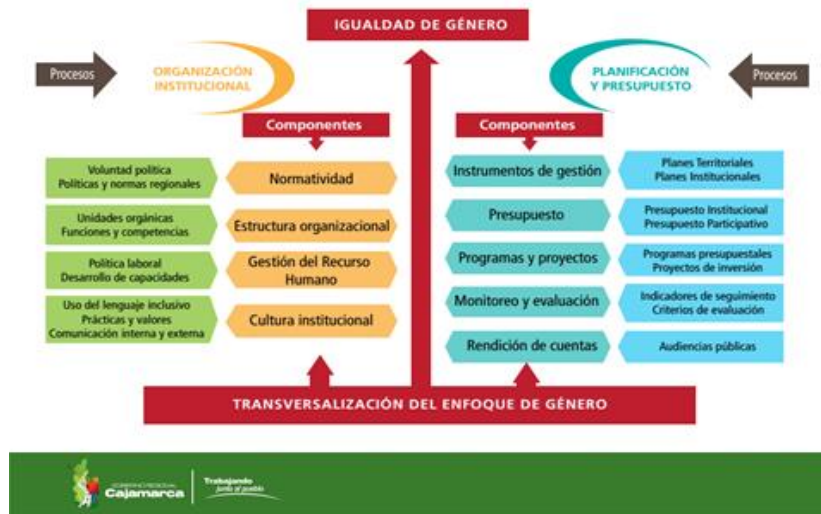 IGUALDAD DE GÉNERO
Procesos
ORGANIZACIÓN
INSTITUCIONAL
PLANIFICACIÓN
Y PRESUPUESTO
Procesos
Componentes
Componentes
Voluntad política
Políticas y normas regionales
Normatividad
Instrumentos de gestión
Planes Territoriales
Planes Institucionales
Unidades orgánicas
Funciones y competencias
Estructura organizacional
Presupuesto
Presupuesto Institucional
Presupuesto Participativo
Política laboral
Desarrollo de capacidades
Gestión del Recurso
Humano
Programas y proyectos
Programas presupuestales
Proyectos de inversión
Uso del lenguaje inclusivo
Prácticas y valores
Comunicación interna y externa
Cultura institucional
Monitoreo y evaluación
Indicadores de seguimiento
Criterios de evaluación
Rendición de cuentas
Audiencias públicas
TRANSVERSALIZACIÓN DEL ENFOQUE DE GÉNERO
GOBIERNO REGIONAL
Cajamarca
Trabajando
junto al pueblo